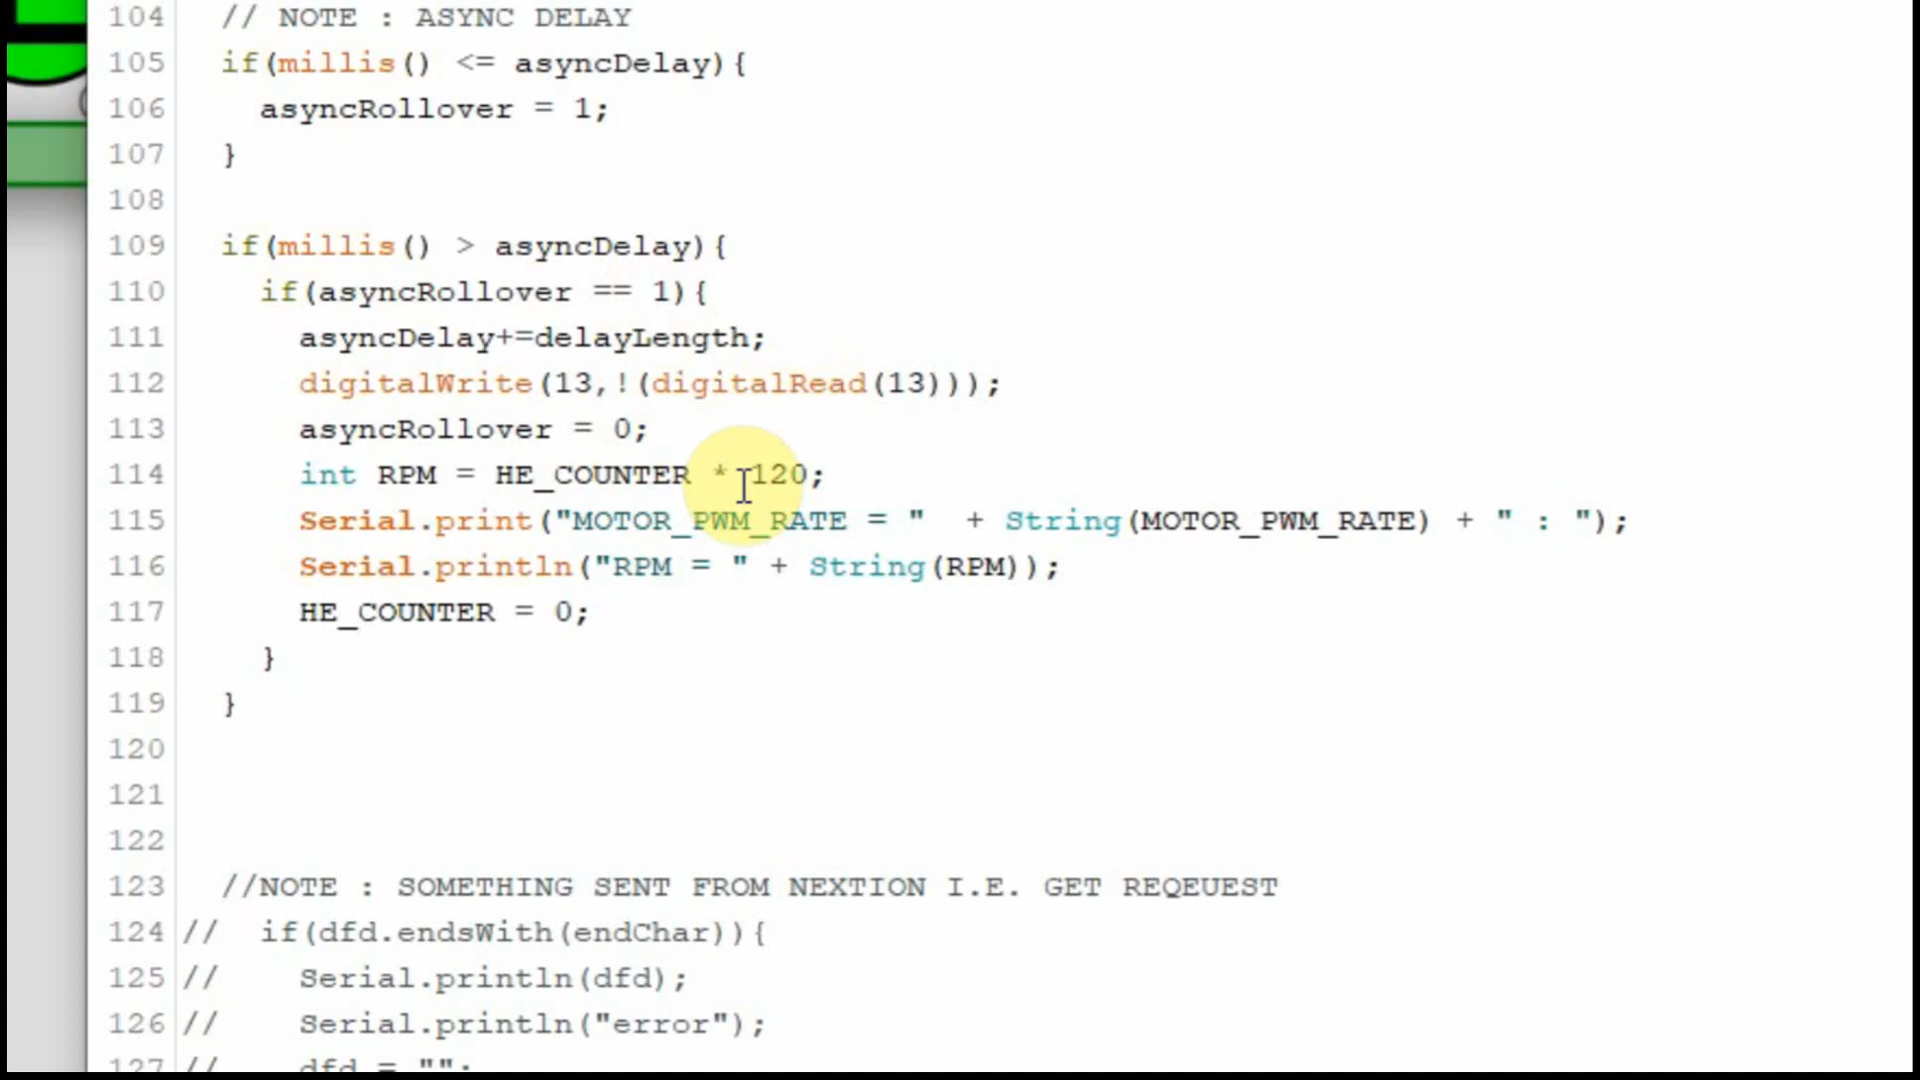 104 // NOTE : ASYNC DELAY
105 if(millis() <= asyncDelay){
106 asyncRollover = 1;
107 }
108
109 if(millis() > asyncDelay){
110 if(asyncRollover == 1){
111 asyncDelay+=delayLength;
112 digitalWrite(13,!(digitalRead(13)));
113 asyncRollover = 0;
114 int RPM = HE_COUNTER * 120;
115 Serial.print("MOTOR_PWM_RATE = "  + String(MOTOR_PWM_RATE) + " : ");
116 Serial.println("RPM = " + String(RPM));
117 HE_COUNTER = 0;
118 }
119 }
120
121
122
123 //NOTE : SOMETHING SENT FROM NEXTION I.E. GET REQEUEST
124 // if(dfd.endsWith(endChar)){
125 // Serial.println(dfd);
126 // Serial.println("error");
127 // dfd = "";